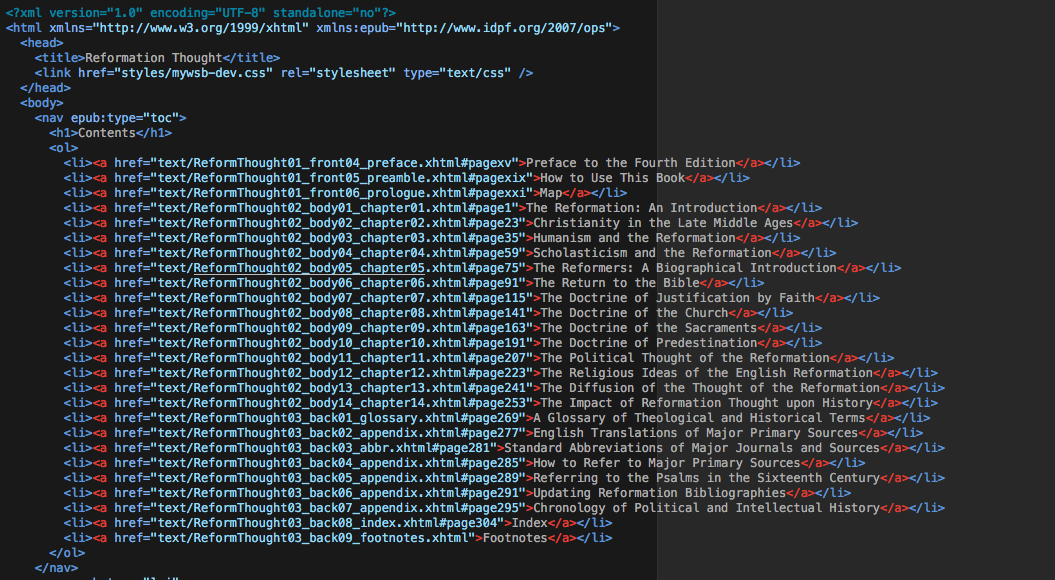 <?xml version="1.0" encoding="UTF-8" standalone="no"?>
<html xmlns="http://www.w3.org/1999/xhtml" xmlns:epub="http://www.idpf.org/2007/ops">
<head>
<title>Reformation Thought</title>
<link href="styles/mywsb-dev.css" rel="stylesheet" type="text/css" />
</head>
<body>
<nav epub:type="toc">
<h1>Contents</h1>
<ol>
<li><a href="text/ReformThought01_front04_preface.xhtml#pagexv">Preface to the Fourth Edition</a></li>
<li><a href="text/ReformThought01_front05_preamble.xhtml#pagexix">How to Use This Book</a></li>
<li><a href="text/ReformThought01_front06_prologue.xhtml#pagexxi">Map</a></li>
<li><a href="text/ReformThought02_body01_chapter01.xhtml#page1">The Reformation: An Introduction</a></li>
<li><a href="text/ReformThought02_body02_chapter02.xhtml#page23">Christianity in the Late Middle Ages</a></li>
<li><a href="text/ReformThought02_body03_chapter03.xhtml#page35">Humanism and the Reformation</a></li>
<li><a href="text/ReformThought02_body04_chapter04.xhtml#page59">Scholasticism and the Reformation</a></li>
<li><a href="text/ReformThought02_body05_chapter05.xhtml#page75">The Reformers: A Biographical Introduction</a></li>
<li><a href="text/ReformThought02_body06_chapter06.xhtml#page91">The Return to the Bible</a></li>
<li><a href="text/ReformThought02_body07_chapter07.xhtml#page115">The Doctrine of Justification by Faith</a></li>
<li><a href="text/ReformThought02_body08_chapter08.xhtml#page141">The Doctrine of the Church</a></li>
<li><a href="text/ReformThought02_body09_chapter09.xhtml#page163">The Doctrine of the Sacraments</a></li>
<li><a href="text/ReformThought02_body10_chapter10.xhtml#page191">The Doctrine of Predestination</a></li>
<li><a href="text/ReformThought02_body11_chapter11.xhtml#page207">The Political Thought of the Reformation</a></li>
<li><a href="text/ReformThought02_body12_chapter12.xhtml#page223">The Religious Ideas of the English Reformation</a></li>
<li><a href="text/ReformThought02_body13_chapter13.xhtml#page241">The Diffusion of the Thought of the Reformation</a></li>
<li><a href="text/ReformThought02_body14_chapter14.xhtml#page253">The Impact of Reformation Thought upon History</a></li>
<li><a href="text/ReformThought03_back01_glossary.xhtml#page269">A Glossary of Theological and Historical Terms</a></li>
<li><a href="text/ReformThought03_back02_appendix.xhtml#page277">English Translations of Major Primary Sources</a></li>
<li><a href="text/ReformThought03_back03_abbr.xhtml#page281">Standard Abbreviations of Major Journals and Sources</a></li>
<li><a href="text/ReformThought03_back04_appendix.xhtml#page285">How to Refer to Major Primary Sources</a></li>
<li><a href="text/ReformThought03_back05_appendix.xhtml#page289">Referring to the Psalms in the Sixteenth Century</a></li>
<li><a href="text/ReformThought03_back06_appendix.xhtml#page291">Updating Reformation Bibliographies</a></li>
<li><a href="text/ReformThought03_back07_appendix.xhtml#page295">Chronology of Political and Intellectual History</a></li>
<li><a href="text/ReformThought03_back08_index.xhtml#page304">Index</a></li>
<li><a href="text/ReformThought03_back09_footnotes.xhtml">Footnotes</a></li>
</ol>
</nav>